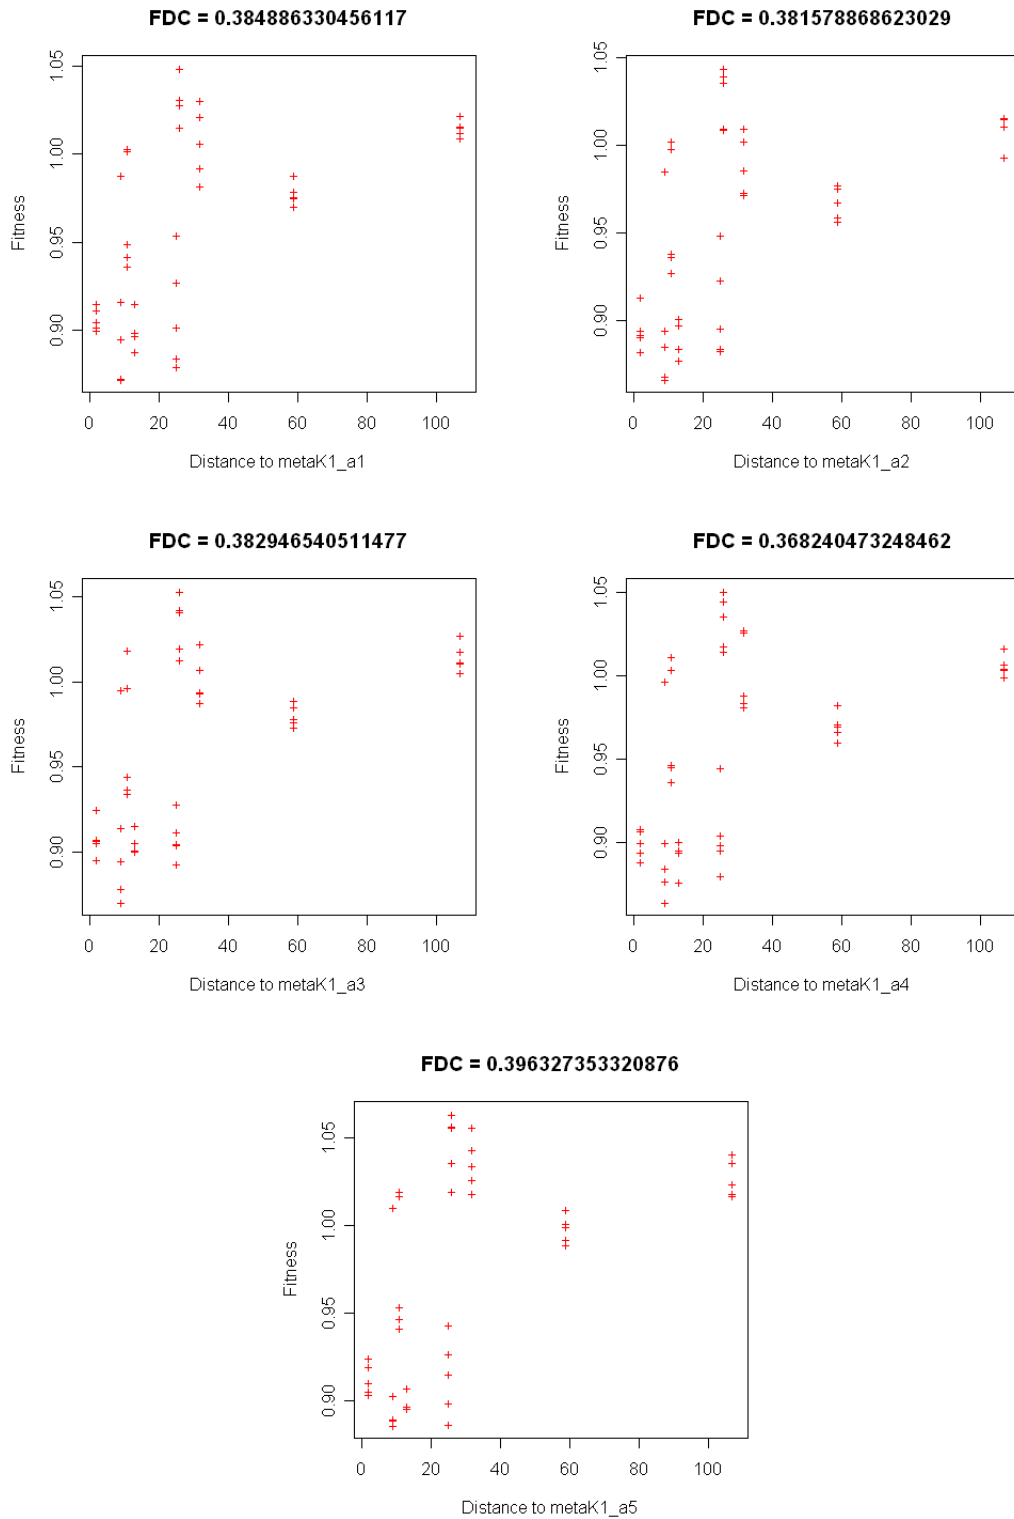 FDC = 0.384886330456117
1.05
1.00
0.95
0.90
Fitness
0 20 40 60 80 100
Distance to metaK1_a1
FDC = 0.381578868623029
1.05
1.00
0.95
0.90
Fitness
0 20 40 60 80 100
Distance to metaK1_a2
FDC = 0.382946540511477
1.05
1.00
0.95
0.90
Fitness
0 20 40 60 80 100
Distance to metaK1_a3
FDC = 0.368240473248462
1.05
1.00
0.95
0.90
Fitness
0 20 40 60 80 100
Distance to metaK1_a4
FDC = 0.396327353320876
1.05
1.00
0.95
0.90
Fitness
0 20 40 60 80 100
Distance to metaK1_a5